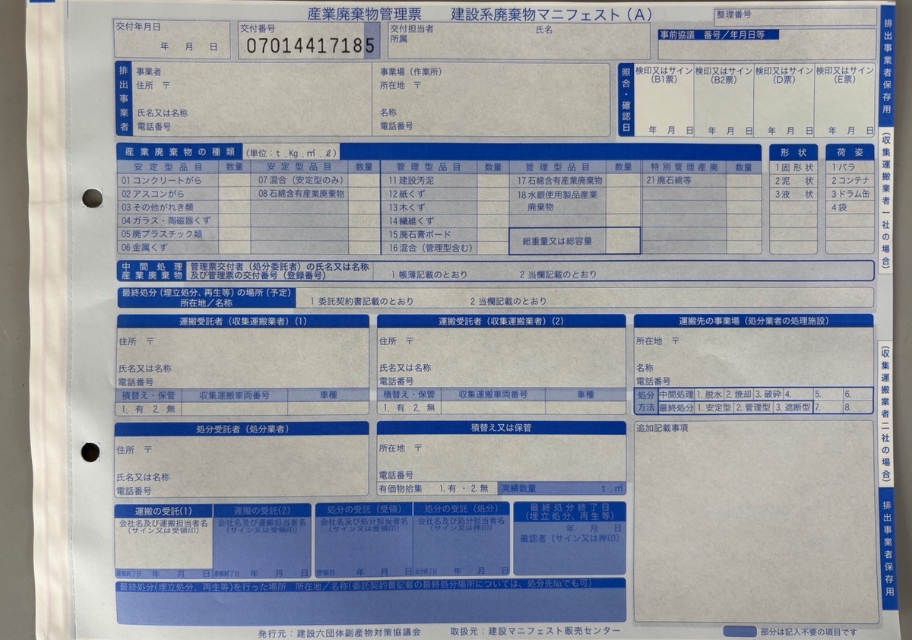 産業廃棄物管理票　建設系廃棄物マニフェスト（A）
整理番号
交付年月日
年　月　日
交付番号
07014417185
交付担当者
所属
氏名
事前協議　番号／年月日等
排出事業者
事業者
住所　〒
氏名又は名称
電話番号
事業場（作業所）
所在地　〒
名称
電話番号
照合・確認日
検印又はサイン（B1票）
検印又はサイン（B2票）
検印又はサイン（D票）
検印又はサイン（E票）
年　月　日　年　月　日　年　月　日　年　月　日
産業廃棄物の種類（単位：t．Kg．㎥．ℓ）
形状
荷姿
安定型品目　数量　安定型品目　数量　管理型品目　数量　管理型品目　数量　特別管理産廃　数量
01コンクリートがら
02アスコンがら
03その他がれき類
04ガラス・陶磁器くず
05廃プラスチック類
06金属くず
07混合（安定型のみ）
08石綿含有産業廃棄物
11建設汚泥
12紙くず
13木くず
14繊維くず
15廃石膏ボード
16混合（管理型含む）
17石綿含有産業廃棄物
18水銀使用製品産業
廃棄物
総重量又は総容量
21廃石綿等
1固形状
2泥状
3液状
1バラ
2コンテナ
3ドラム缶
4袋
中間処理
産業廃棄物
管理票交付者（処分委託者）の氏名又は名称
及び管理票の交付番号（登録番号）
1帳簿記載のとおり　2当欄記載のとおり
最終処分（埋立処分、再生等）の場所（予定）
所在地／名称
1委託契約書記載のとおり　2当欄記載のとおり
運搬受託者（収集運搬業者）（1）
住所　〒
氏名又は名称
電話番号
積替え・保管　収集運搬車両番号　車種
1．有　2．無
運搬受託者（収集運搬業者）（2）
住所　〒
氏名又は名称
電話番号
積替え・保管　収集運搬車両番号　車種
1．有　2．無
運搬先の事業場（処分業者の処理施設）
所在地　〒
名称
電話番号
処分方法
中間処理　1．脱水　2．焼却　3．破砕　4．　5．　6．
最終処分　1．安定型　2．管理型　3．遮断型　7．　8．
処分受託者（処分業者）
住所　〒
氏名又は名称
電話番号
積替え又は保管
所在地　〒
電話番号
有価物拾集　1．有・2．無　実績数量　t．㎥
追加記載事項
運搬の受託(1)
会社名及び運搬担当者名
（サイン又は受領印）
年　月　日
運搬の受託(2)
会社名及び運搬担当者名
（サイン又は受領印）
年　月　日
処分の受託（受領）
会社名及び処分担当者名
（サイン又は受領印）
年　月　日
処分の受託（処分）
会社名及び処分担当者名
（サイン又は押印）
年　月　日
最終処分終了日
（埋立処分、再生等）
年　月　日
確認者（サイン又は押印）
最終処分（埋立処分、再生等）を行った場所　所在地／名称（委託契約書記載の最終処分場所については、処分先Noでも可）
発行元：建設六団体副産物対策協議会　取扱元：建設マニフェスト販売センター
部分は記入不要の項目です
排出事業者保存用
（収集運搬業者一社の場合）
（収集運搬業者二社の場合）
排出事業者保存用